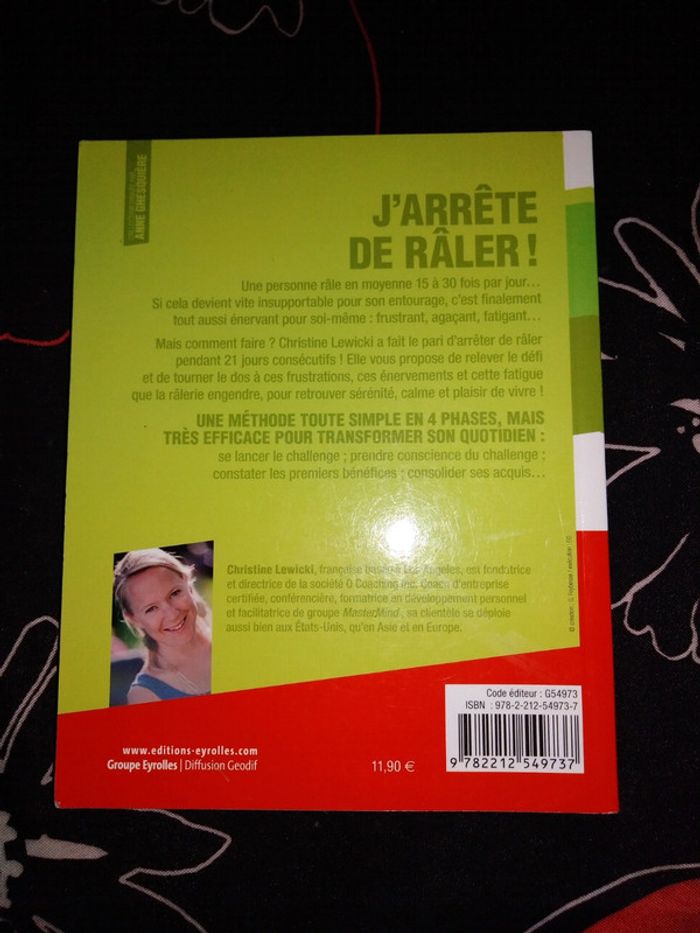 ANNE GHESQUIÈRE
J'ARRÊTE
DE RÂLER !
Une personne râle en moyenne 15 à 30 fois par jour...
Si cela devient vite insupportable pour son entourage, c'est finalement
tout aussi énervant pour soi-même : frustrant, agaçant, fatigant...
Mais comment faire ? Christine Lewicki a fait le pari d'arrêter de râler
pendant 21 jours consécutifs ! Elle vous propose de relever le défi
et de tourner le dos à ces frustrations, ces énervements et cette fatigue
que la râlerie engendre, pour retrouver sérénité, calme et plaisir de vivre !
UNE MÉTHODE TOUTE SIMPLE EN 4 PHASES, MAIS
TRÈS EFFICACE POUR TRANSFORMER SON QUOTIDIEN :
se lancer le challenge ; prendre conscience du challenge ;
constater les premiers bénéfices ; consolider ses acquis...
Christine Lewicki, française basée à Los Angeles, est fondatrice
et directrice de la société O Coaching Inc. Coach d'entreprise
certifiée, conférencière, formatrice en développement personnel
et facilitatrice de groupe MasterMind, sa clientèle se déploie
aussi bien aux États-Unis, qu'en Asie et en Europe.
Code éditeur : G54973
ISBN : 978-2-212-54973-7
9 782212 549737
www.editions-eyrolles.com
Groupe Eyrolles | Diffusion Geodif
11,90 €